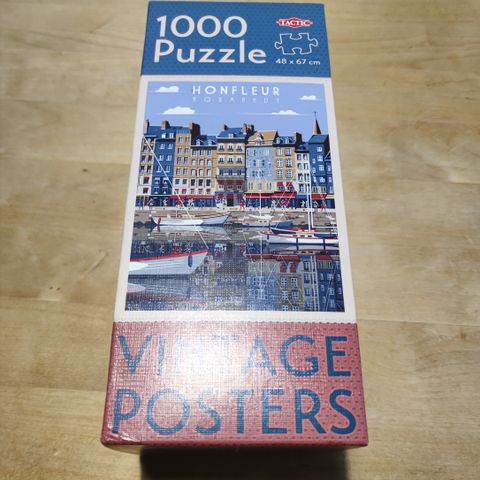 1000
Puzzle
TACTIC
48 x 67 cm
HONFLEUR
VINTAGE
POSTERS